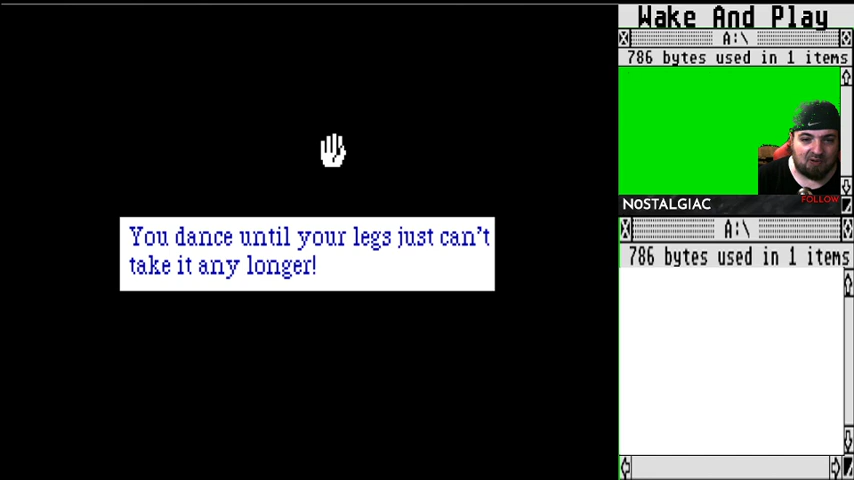 Wake And Play
A:\
786 bytes used in 1 items
NOSTALGIAC
FOLLOW
You dance until your legs just can't
take it any longer!
A:\
786 bytes used in 1 items